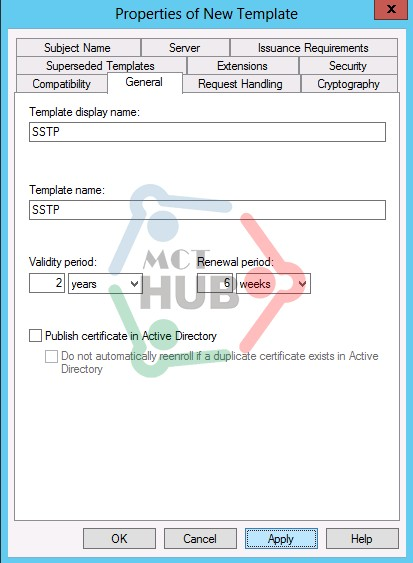 Properties of New Template
x
Subject Name
Server
Issuance Requirements
Superseded Templates
Extensions
Security
Compatibility
General
Request Handling
Cryptography
Template display name:
SSTP
Template name:
SSTP
Validity period:
Renewal period:
2 years
6 weeks
MCT
HUB
Publish certificate in Active Directory
Do not automatically reenroll if a duplicate certificate exists in Active
Directory
OK
Cancel
Apply
Help